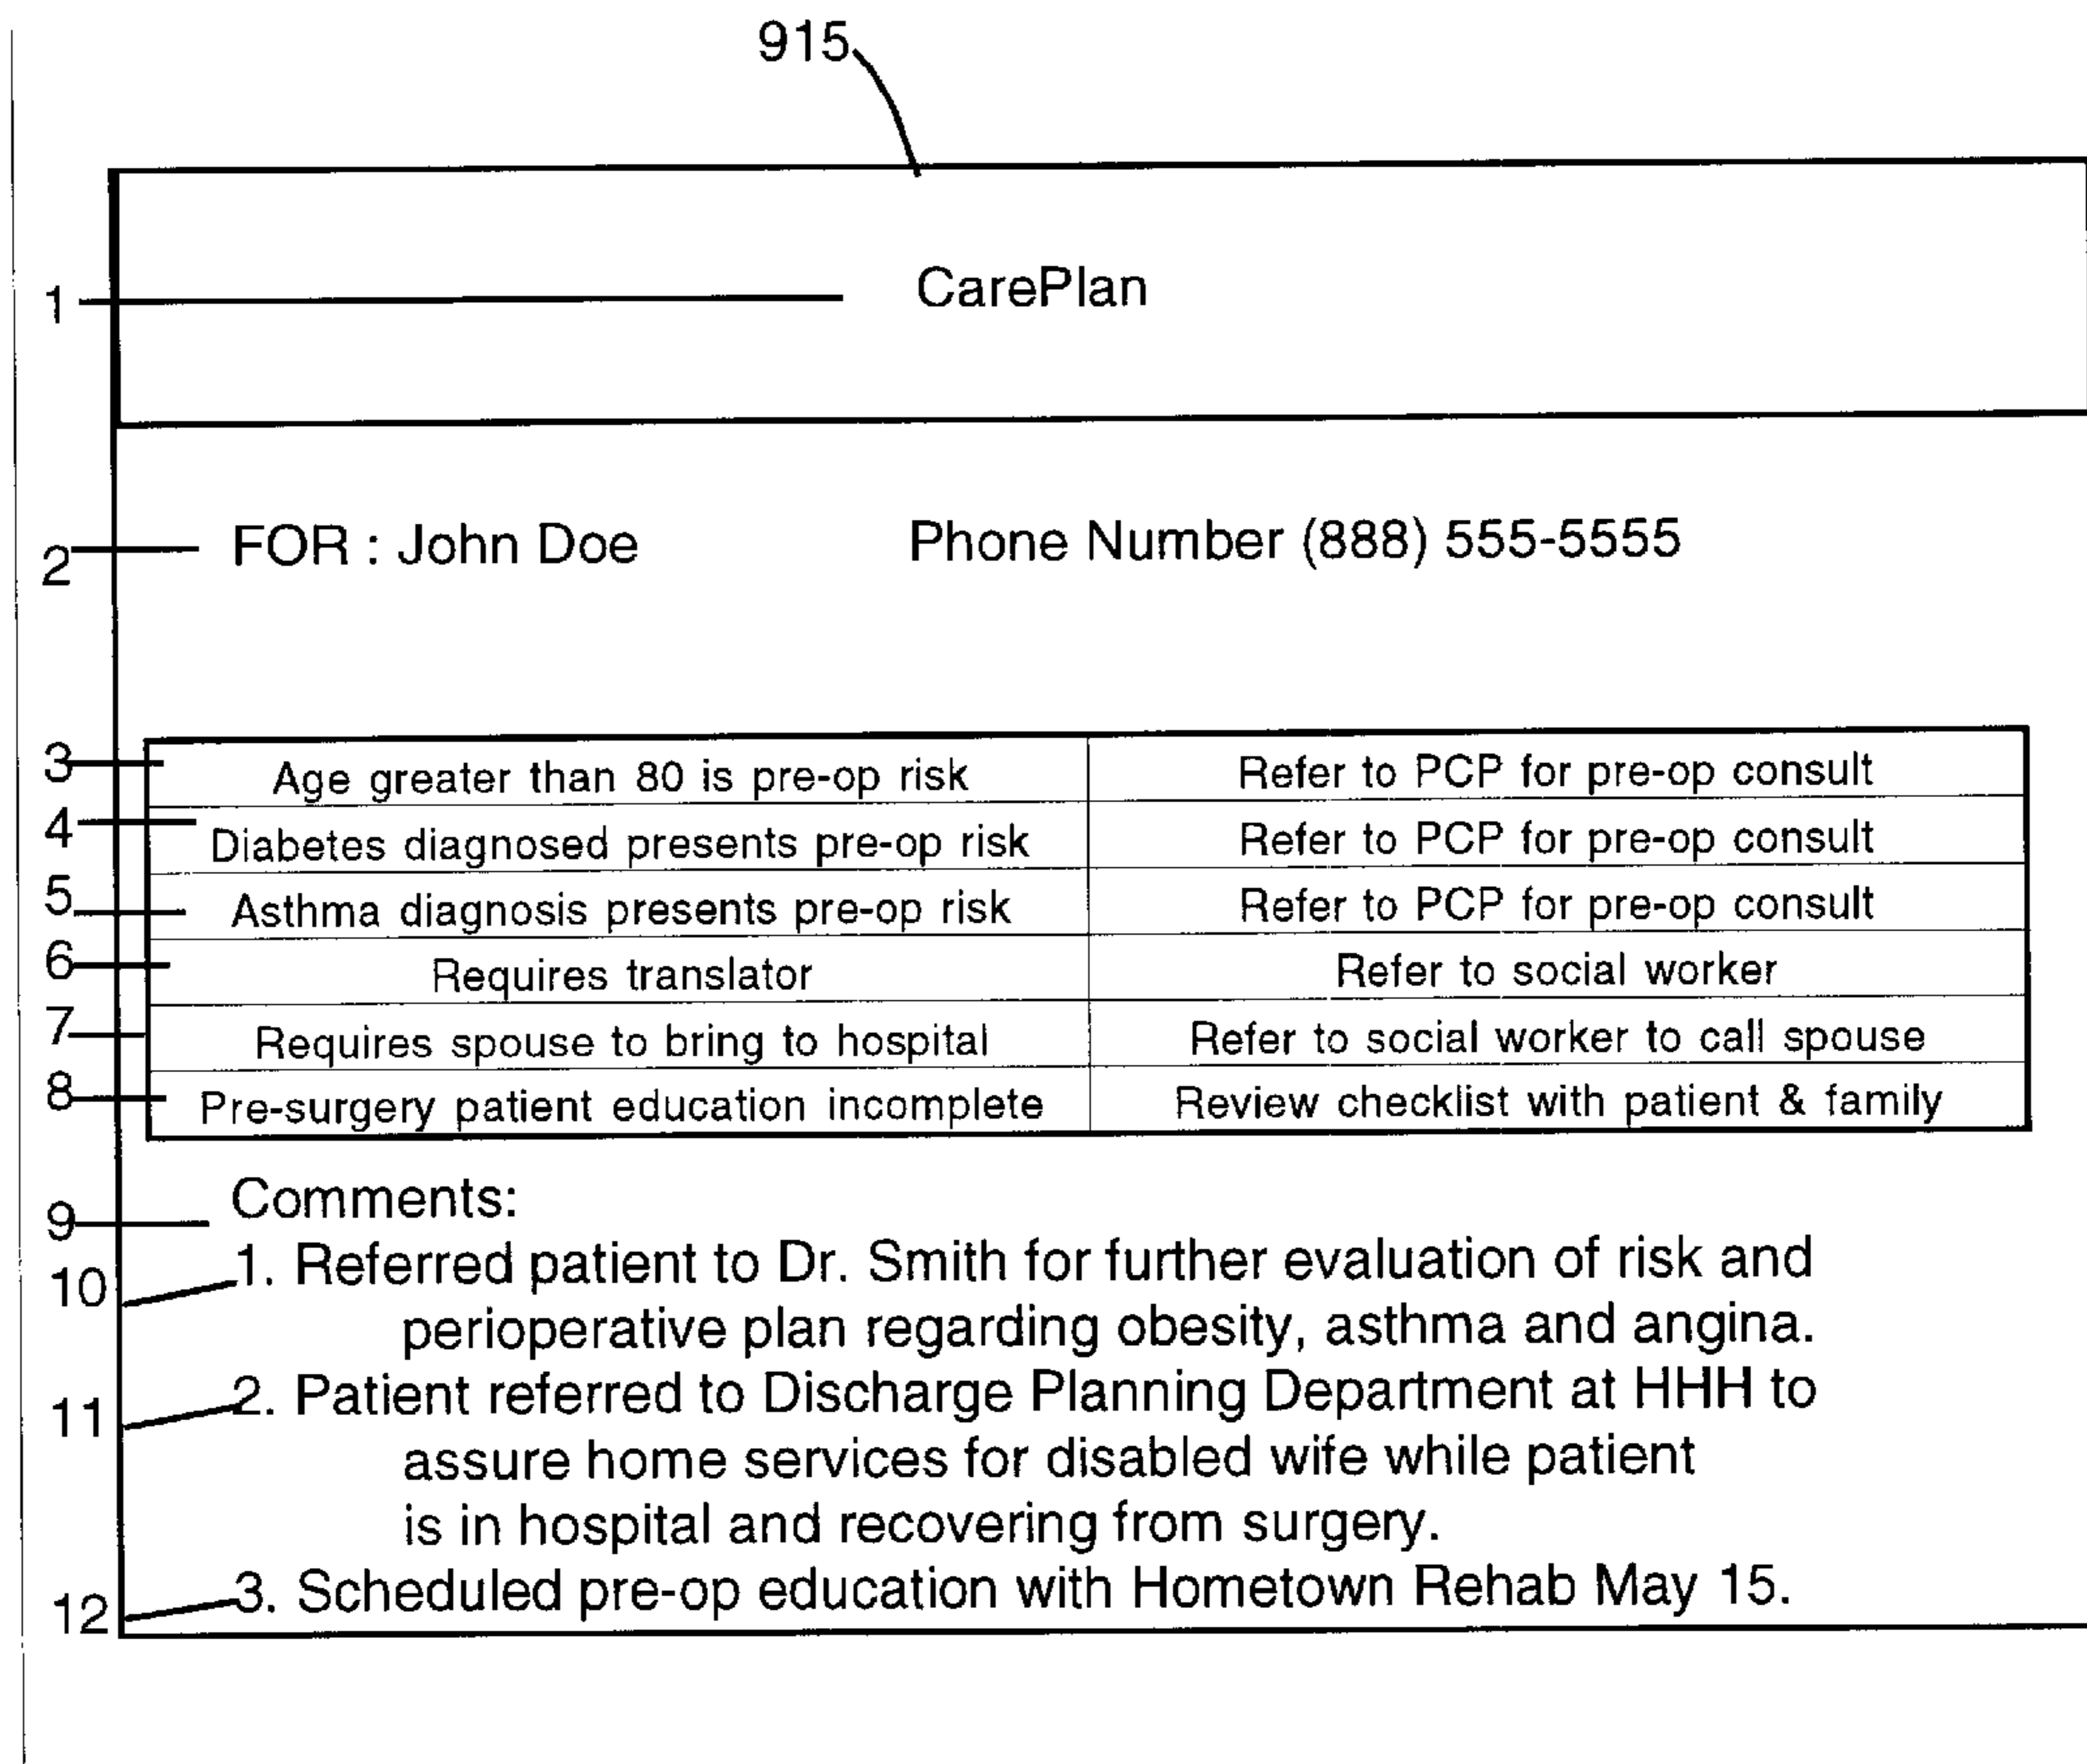 915
1 CarePlan
2 FOR : John Doe Phone Number (888) 555-5555
3 Age greater than 80 is pre-op risk Refer to PCP for pre-op consult
4 Diabetes diagnosed presents pre-op risk Refer to PCP for pre-op consult
5 Asthma diagnosis presents pre-op risk Refer to PCP for pre-op consult
6 Requires translator Refer to social worker
7 Requires spouse to bring to hospital Refer to social worker to call spouse
8 Pre-surgery patient education incomplete Review checklist with patient & family
9 Comments:
10 1. Referred patient to Dr. Smith for further evaluation of risk and
perioperative plan regarding obesity, asthma and angina.
11 2. Patient referred to Discharge Planning Department at HHH to
assure home services for disabled wife while patient
is in hospital and recovering from surgery.
12 3. Scheduled pre-op education with Hometown Rehab May 15.